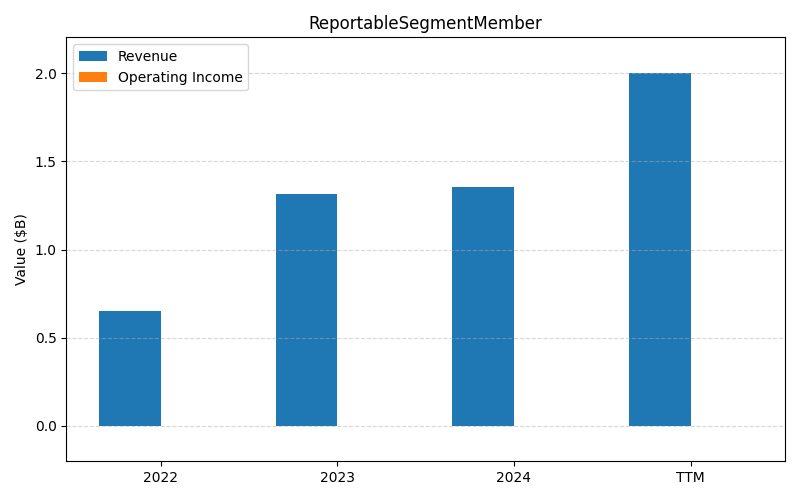 ReportableSegmentMember
Revenue
Operating Income
Value ($B)
2.0
1.5
1.0
0.5
0.0
2022
2023
2024
TTM